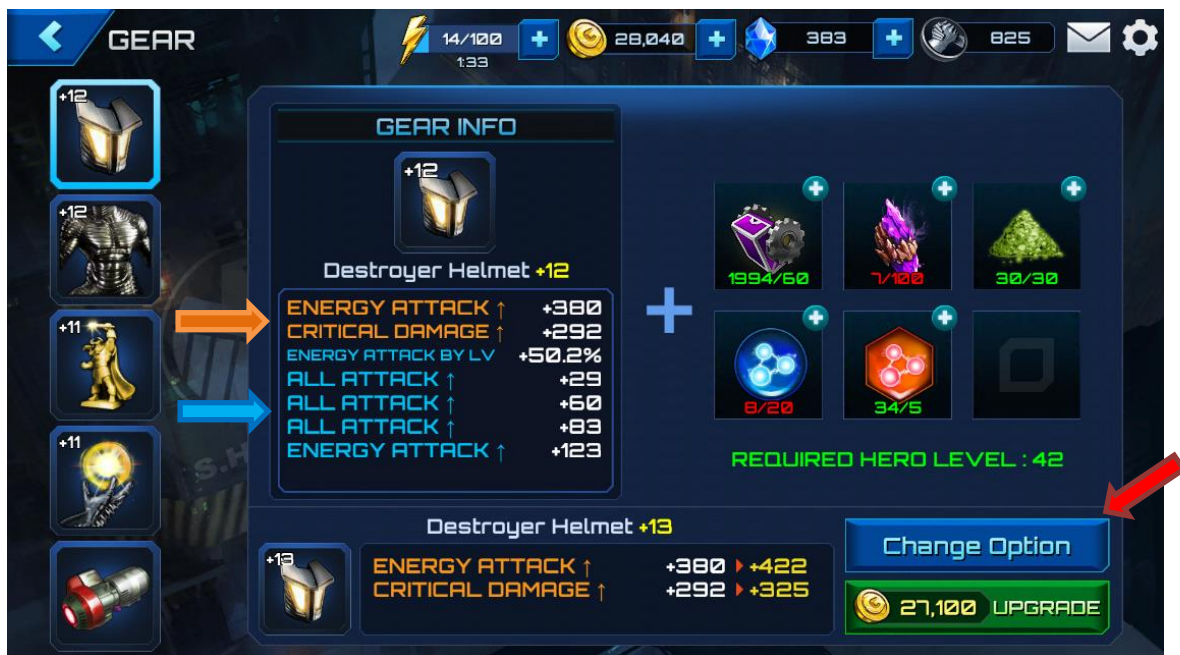 GEAR
14/100
1:33
28,040
383
825
+12
+12
+11
+11
GEAR INFO
+12
Destroyer Helmet +12
ENERGY ATTACK ↑ +380
CRITICAL DAMAGE ↑ +292
ENERGY ATTACK BY LV +50.2%
ALL ATTACK ↑ +29
ALL ATTACK ↑ +60
ALL ATTACK ↑ +83
ENERGY ATTACK ↑ +123
1994/60
7/100
30/30
8/20
34/5
REQUIRED HERO LEVEL : 42
Destroyer Helmet +13
+13
ENERGY ATTACK ↑ +380 +422
CRITICAL DAMAGE ↑ +292 +325
Change Option
27,100 UPGRADE
S.H